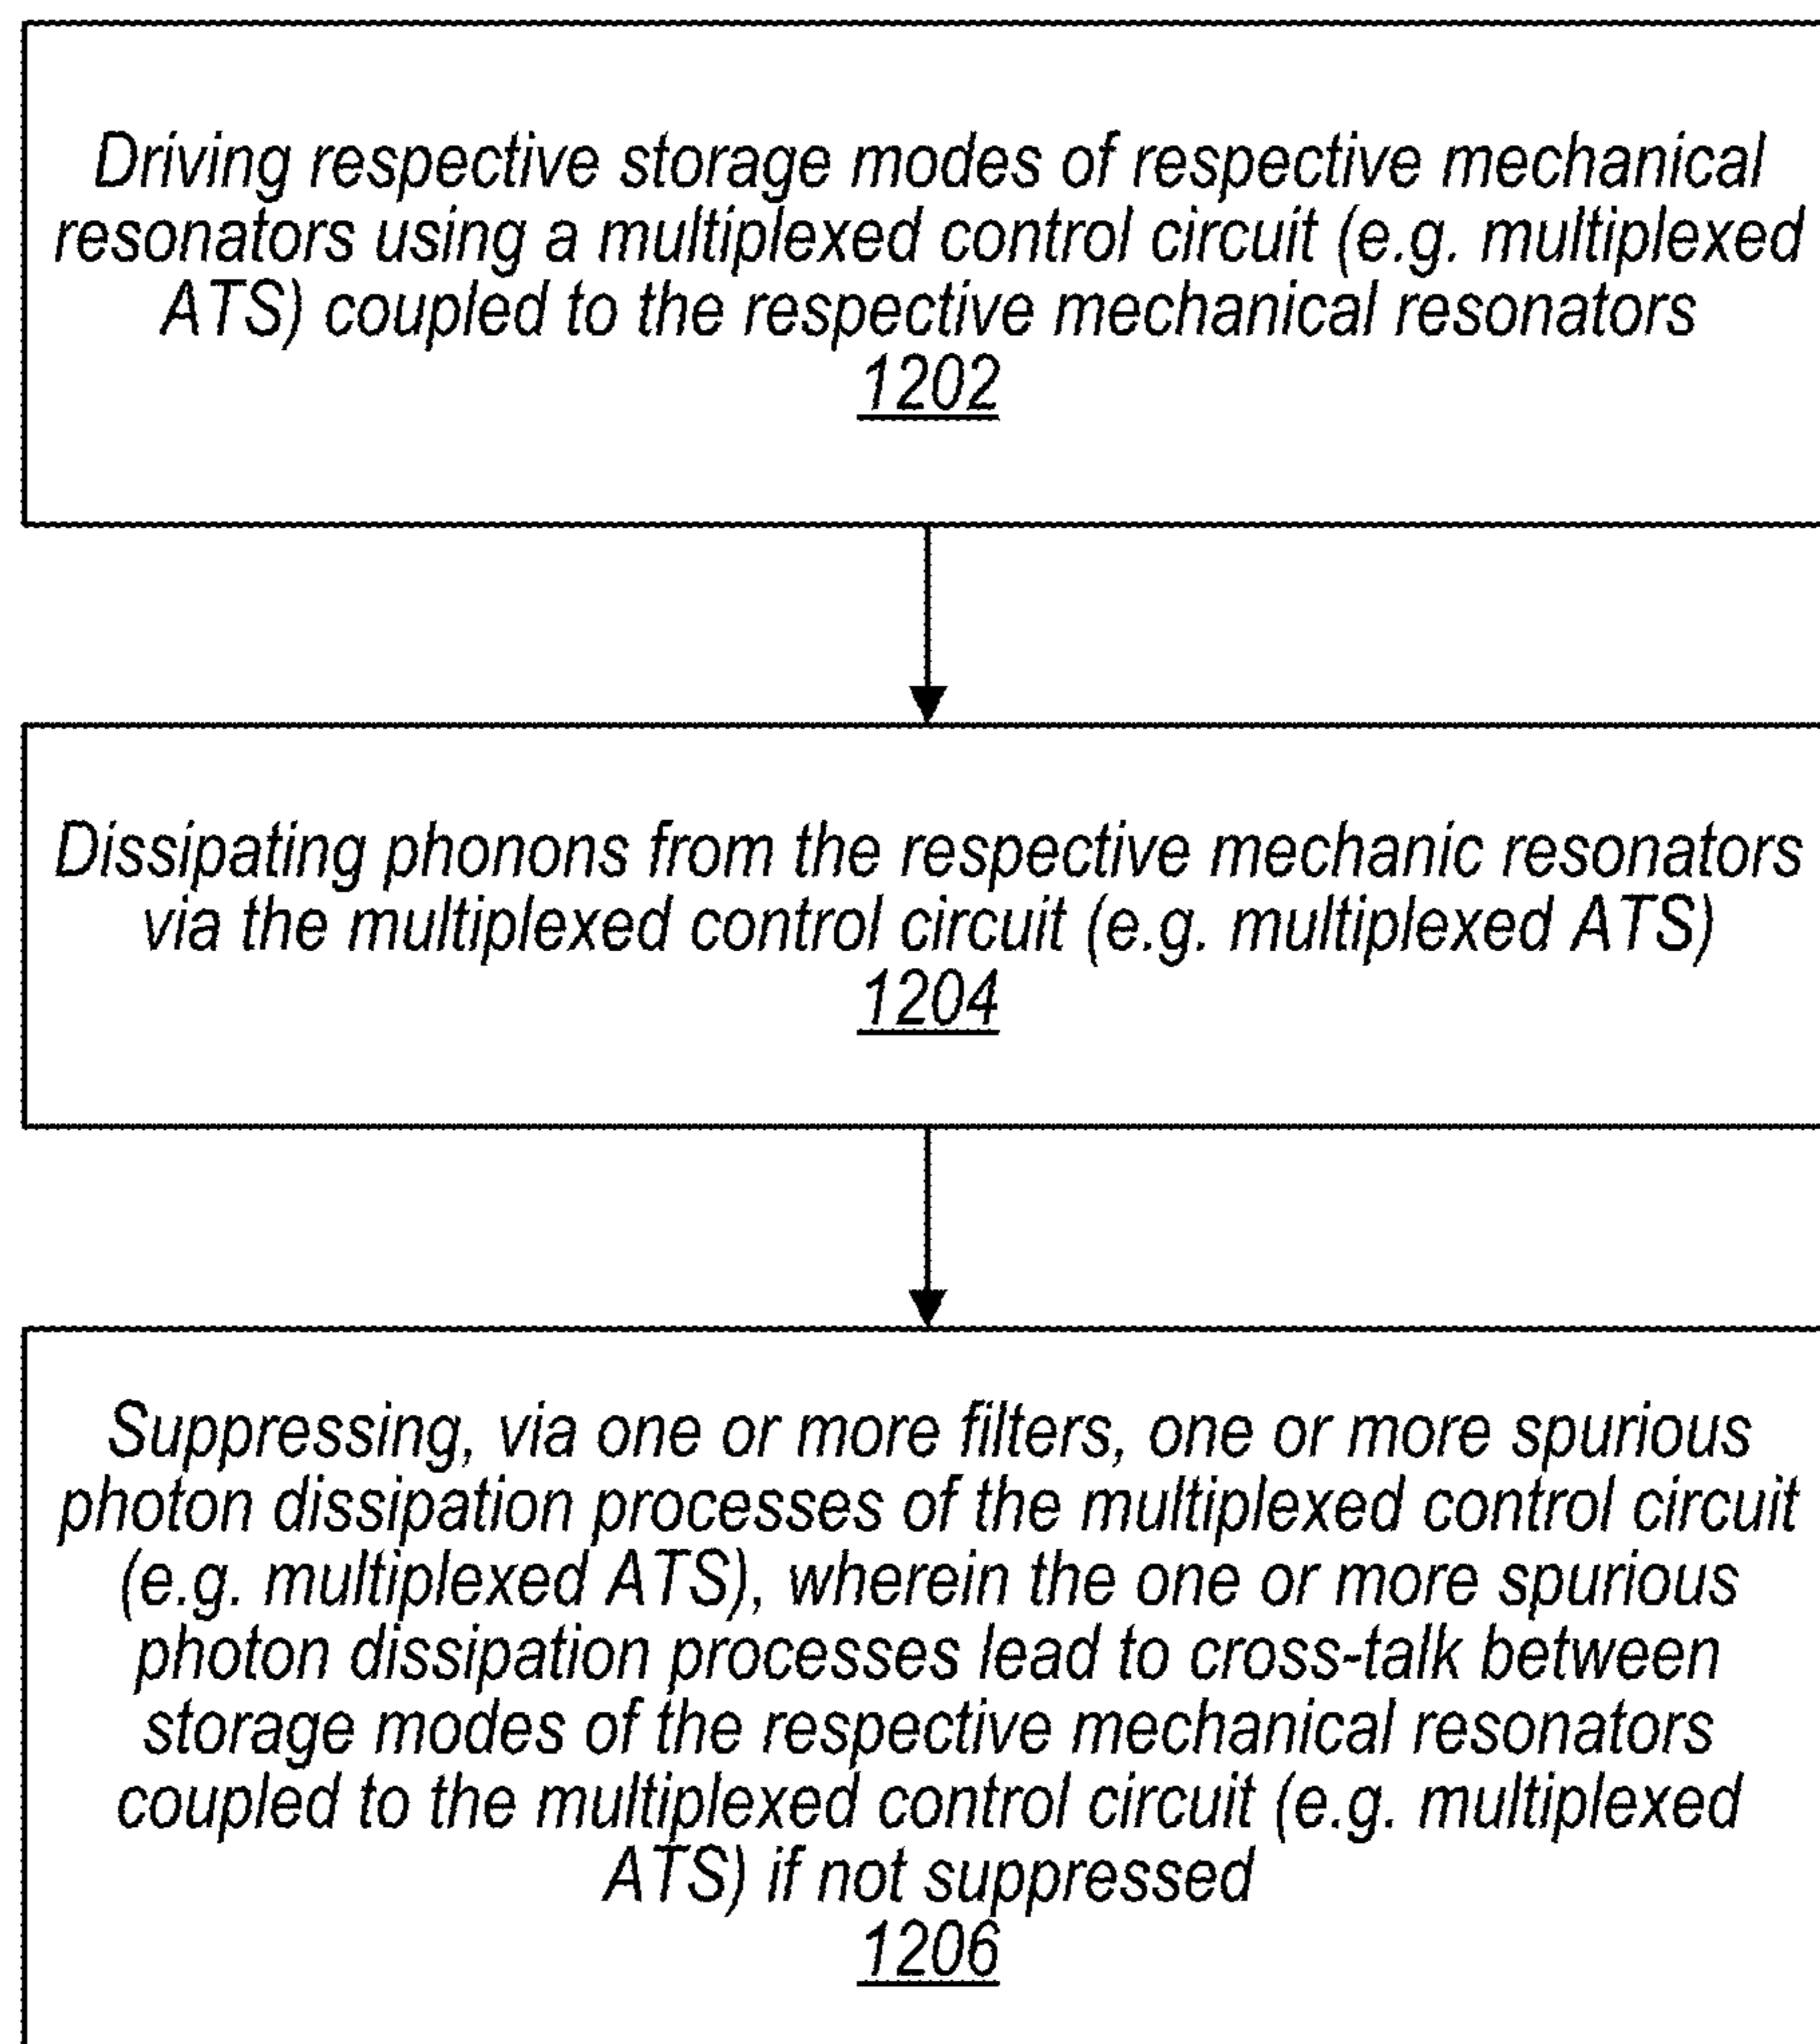 Driving respective storage modes of respective mechanical
resonators using a multiplexed control circuit (e.g. multiplexed
ATS) coupled to the respective mechanical resonators
1202
Dissipating phonons from the respective mechanic resonators
via the multiplexed control circuit (e.g. multiplexed ATS)
1204
Suppressing, via one or more filters, one or more spurious
photon dissipation processes of the multiplexed control circuit
(e.g. multiplexed ATS), wherein the one or more spurious
photon dissipation processes lead to cross-talk between
storage modes of the respective mechanical resonators
coupled to the multiplexed control circuit (e.g. multiplexed
ATS) if not suppressed
1206